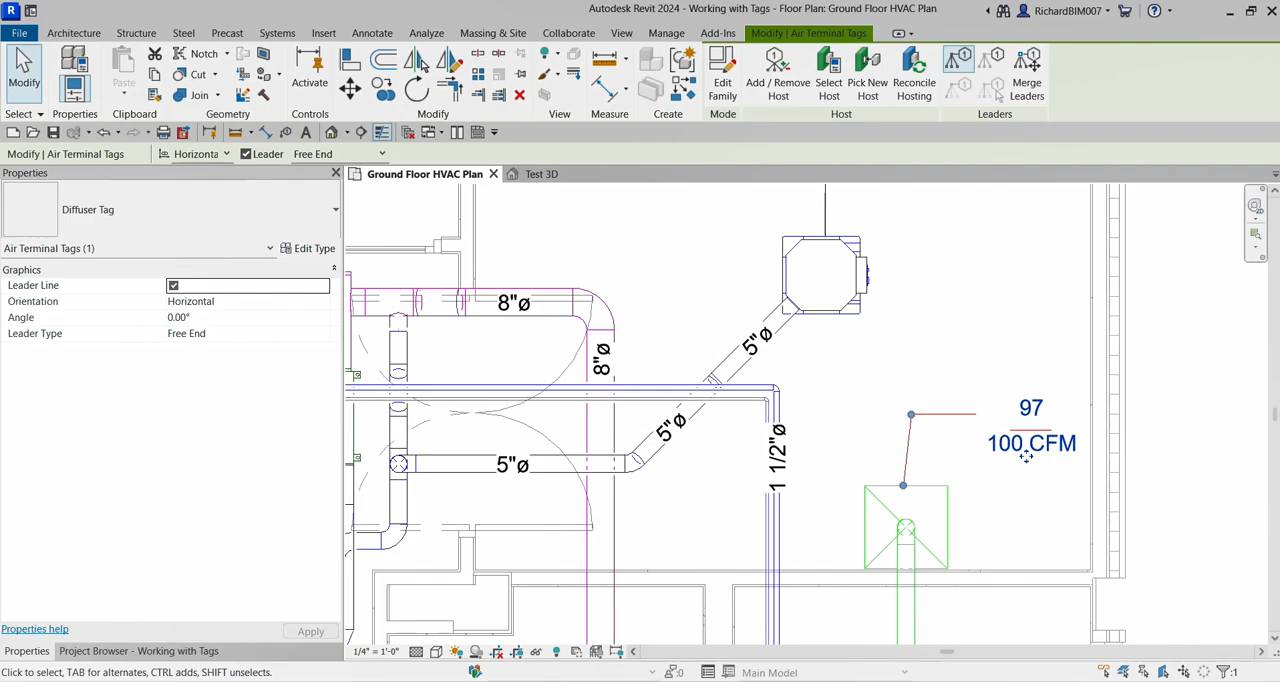 Autodesk Revit 2024 - Working with Tags - Floor Plan: Ground Floor HVAC Plan
RichardBIM007
File
Architecture
Structure
Steel
Precast
Systems
Insert
Annotate
Analyze
Massing & Site
Collaborate
View
Manage
Add-Ins
Modify | Air Terminal Tags
Modify
Paste
Notch
Cut
Join
Activate
Edit Family
Add / Remove Host
Select Host
Pick New Host
Reconcile Hosting
Merge Leaders
Select
Properties
Clipboard
Geometry
Controls
Modify
View
Measure
Create
Mode
Host
Leaders
Modify | Air Terminal Tags
Horizonta
Leader
Free End
Properties
Ground Floor HVAC Plan
Test 3D
Diffuser Tag
Air Terminal Tags (1)
Edit Type
Graphics
Leader Line
Orientation Horizontal
Angle 0.00°
Leader Type Free End
8"ø
8"ø
5"ø
5"ø
5"ø
1 1/2"ø
97
100 CFM
Properties help
Apply
Properties
Project Browser - Working with Tags
1/4" = 1'-0"
Click to select, TAB for alternates, CTRL adds, SHIFT unselects
:0
Main Model
:1